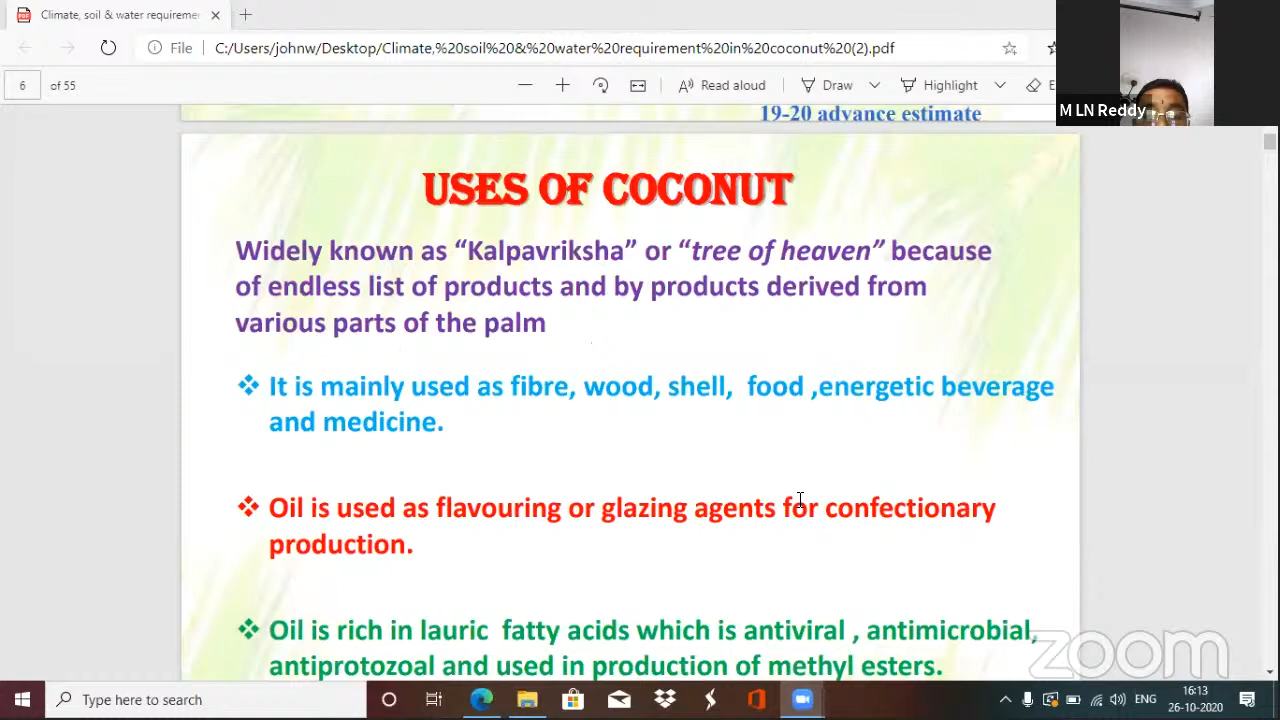 Climate, soil & water requireme
File
C:/Users/johnw/Desktop/Climate,%20soil%20&%20water%20requirement%20in%20coconut%20(2).pdf
6 of 55
Read aloud
Draw
Highlight
E
M LN Reddy
19-20 advance estimate
USES OF COCONUT
Widely known as “Kalpavriksha” or “tree of heaven” because
of endless list of products and by products derived from
various parts of the palm
❖ It is mainly used as fibre, wood, shell, food ,energetic beverage
and medicine.
❖ Oil is used as flavouring or glazing agents for confectionary
production.
❖ Oil is rich in lauric fatty acids which is antiviral , antimicrobial,
antiprotozoal and used in production of methyl esters.
zoom
Type here to search
ENG
16:13
26-10-2020